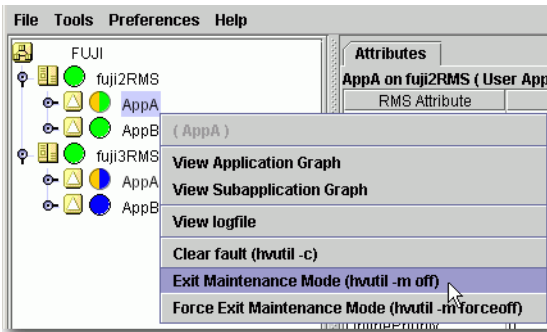 File Tools Preferences Help
FUJI
fuji2RMS
AppA
AppB
fuji3RMS
AppA
AppB
Attributes
AppA on fuji2RMS ( User App
RMS Attribute
( AppA )
View Application Graph
View Subapplication Graph
View logfile
Clear fault (hvutil -c)
Exit Maintenance Mode (hvutil -m off)
Force Exit Maintenance Mode (hvutil -m forceoff)